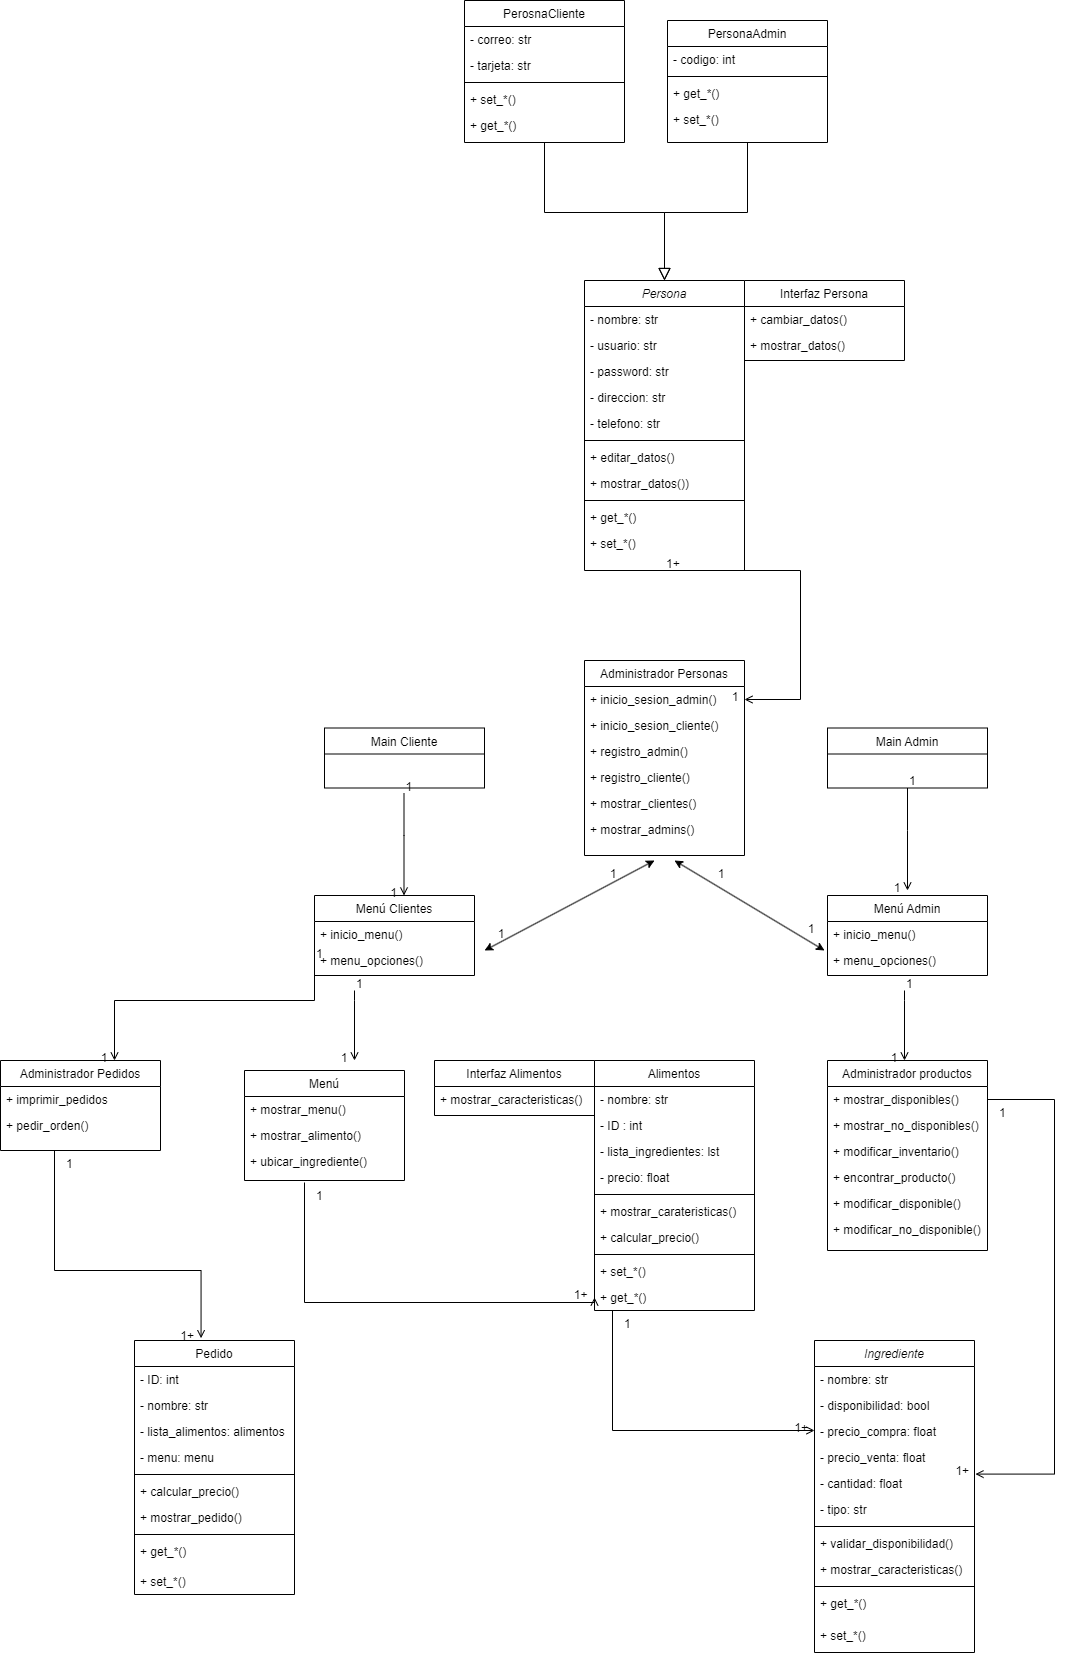 PerosnaCliente
- correo: str
- tarjeta: str
+ set_*()
+ get_*()
PersonaAdmin
- codigo: int
+ get_*()
+ set_*()
Persona
- nombre: str
- usuario: str
- password: str
- direccion: str
- telefono: str
+ editar_datos()
+ mostrar_datos())
+ get_*()
+ set_*()
1+
Interfaz Persona
+ cambiar_datos()
+ mostrar_datos()
Administrador Personas
+ inicio_sesion_admin()
1
+ inicio_sesion_cliente()
+ registro_admin()
+ registro_cliente()
+ mostrar_clientes()
+ mostrar_admins()
Main Cliente
1
Main Admin
1
1
1
1
1
1
1
Menú Clientes
+ inicio_menu()
+ menu_opciones()
1
1
Menú Admin
+ inicio_menu()
+ menu_opciones()
1
1
1
1
Administrador Pedidos
+ imprimir_pedidos
+ pedir_orden()
1
Menú
+ mostrar_menu()
+ mostrar_alimento()
+ ubicar_ingrediente()
1
Interfaz Alimentos
+ mostrar_caracteristicas()
Alimentos
- nombre: str
- ID : int
- lista_ingredientes: lst
- precio: float
+ mostrar_carateristicas()
+ calcular_precio()
+ set_*()
+ get_*()
1+
1
Administrador productos
+ mostrar_disponibles()
+ mostrar_no_disponibles()
+ modificar_inventario()
+ encontrar_producto()
+ modificar_disponible()
+ modificar_no_disponible()
1
1+
Pedido
- ID: int
- nombre: str
- lista_alimentos: alimentos
- menu: menu
+ calcular_precio()
+ mostrar_pedido()
+ get_*()
+ set_*()
Ingrediente
- nombre: str
- disponibilidad: bool
- precio_compra: float
- precio_venta: float
- cantidad: float
- tipo: str
+ validar_disponibilidad()
+ mostrar_caracteristicas()
+ get_*()
+ set_*()
1+
1+